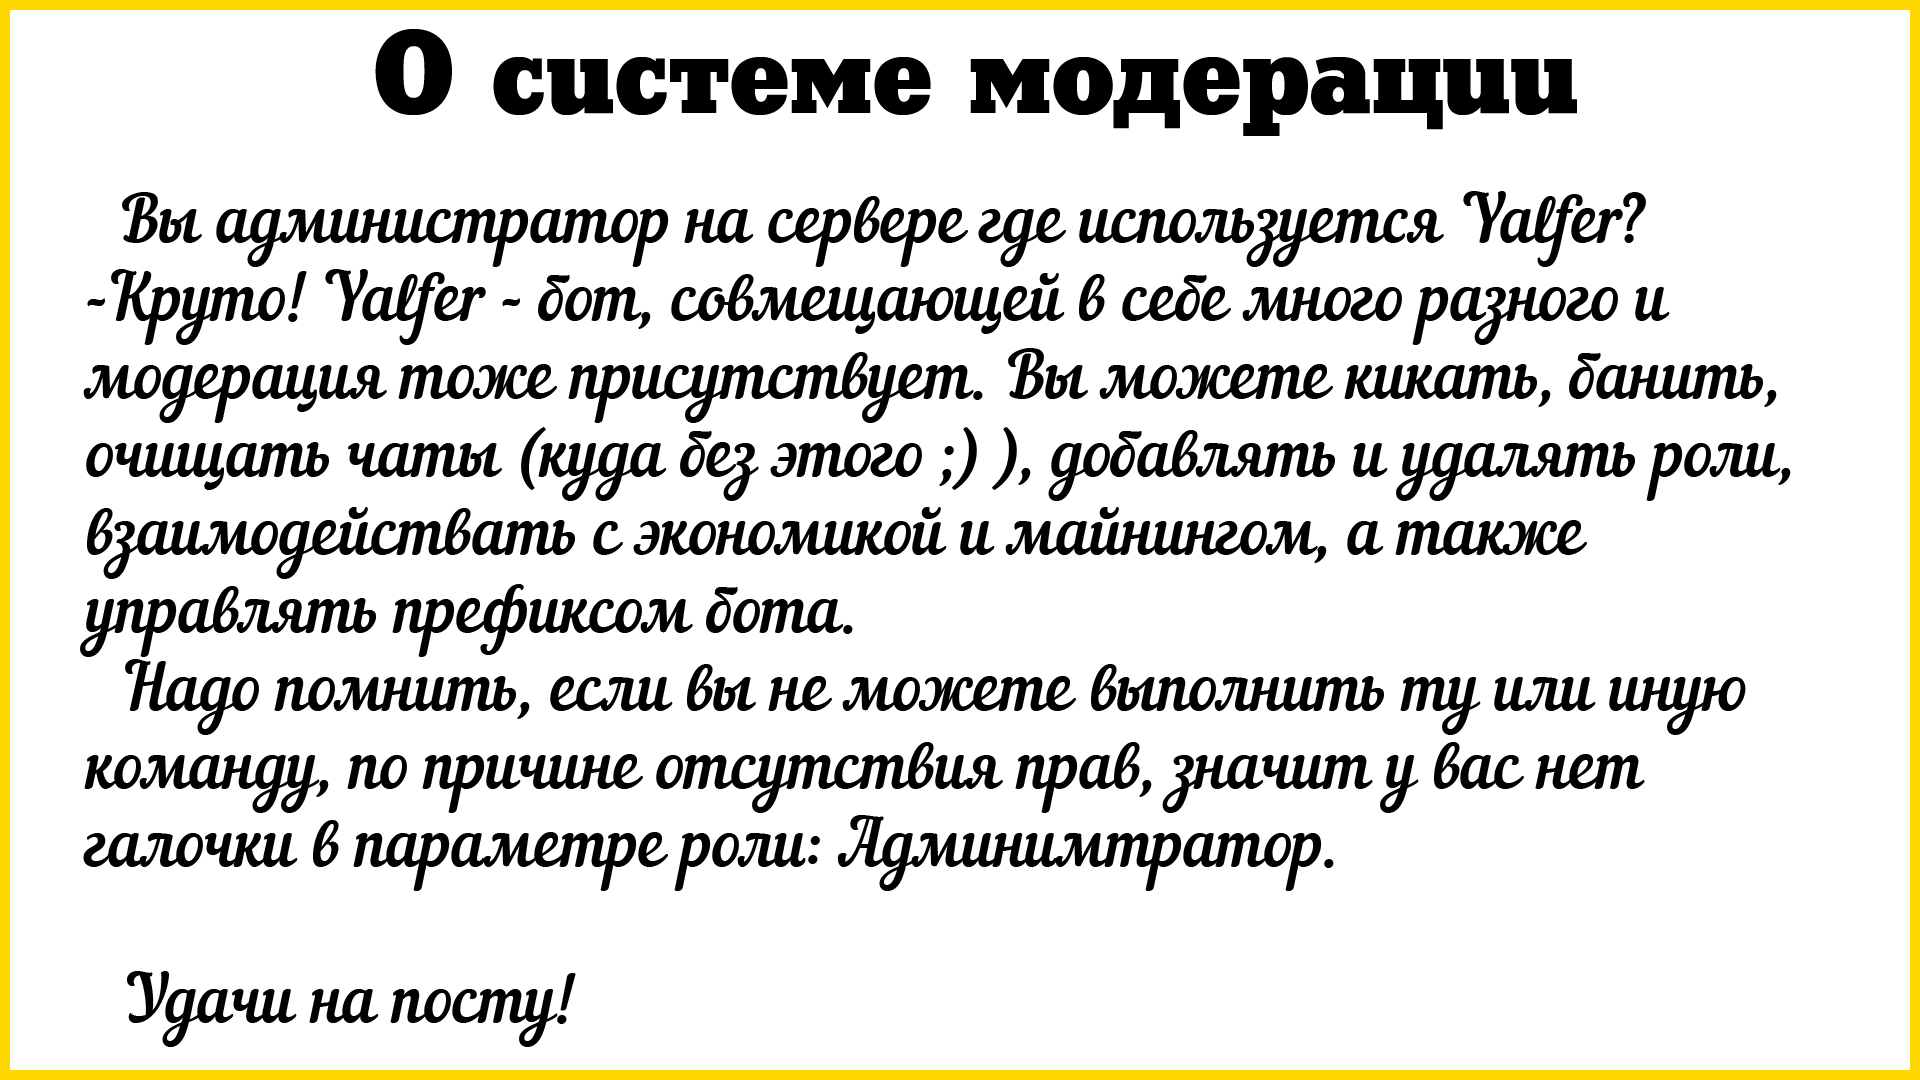 О системе модерации
Вы администратор на сервере где используется Yalfer?
-Круто! Yalfer - бот, совмещающей в себе много разного и
модерация тоже присутствует. Вы можете кикать, банить,
очищать чаты (куда без этого ;) ), добавлять и удалять роли,
взаимодействать с экономикой и майнингом, а также
управлять префиксом бота.
Надо помнить, если вы не можете выполнить ту или иную
команду, по причине отсутствия прав, значит у вас нет
галочки в параметре роли: Админимтратор.
Удачи на посту!